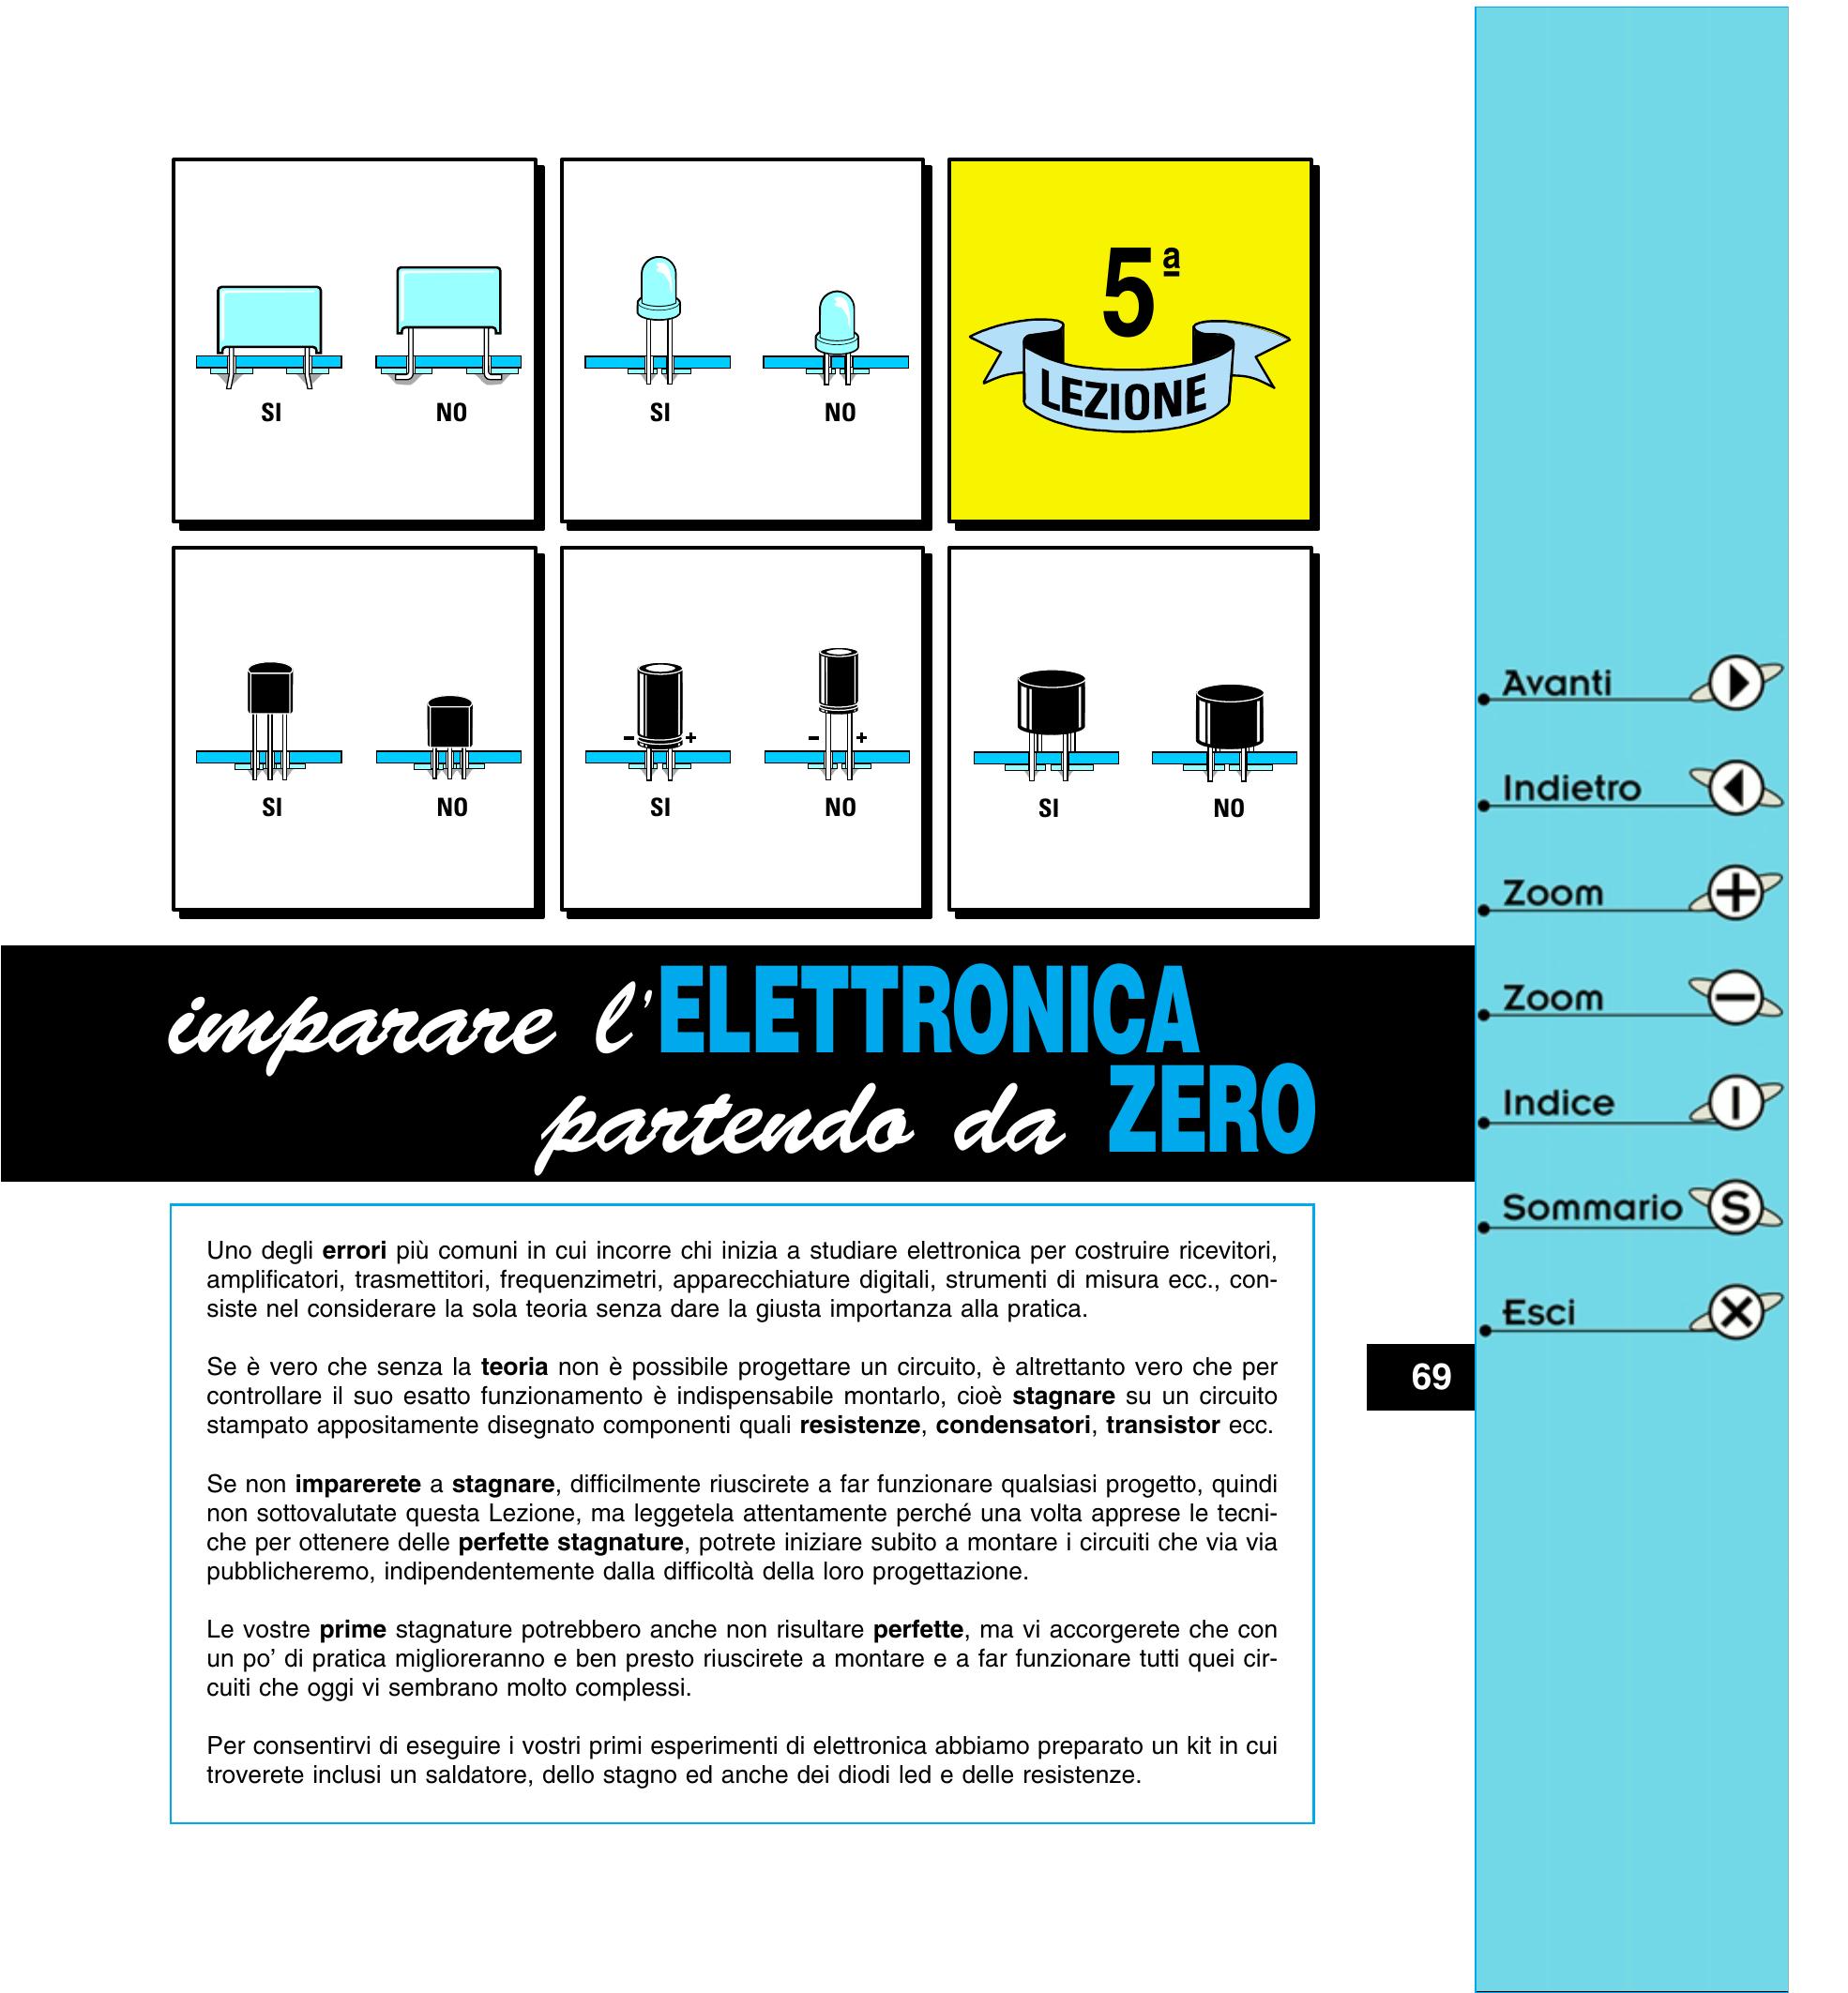 SI NO
SI NO
5ª
LEZIONE
SI NO
- + - +
SI NO
SI NO
imparare l'ELETTRONICA
partendo da ZERO
Uno degli errori più comuni in cui incorre chi inizia a studiare elettronica per costruire ricevitori,
amplificatori, trasmettitori, frequenzimetri, apparecchiature digitali, strumenti di misura ecc., con-
siste nel considerare la sola teoria senza dare la giusta importanza alla pratica.
Se è vero che senza la teoria non è possibile progettare un circuito, è altrettanto vero che per
controllare il suo esatto funzionamento è indispensabile montarlo, cioè stagnare su un circuito
stampato appositamente disegnato componenti quali resistenze, condensatori, transistor ecc.
Se non imparerete a stagnare, difficilmente riuscirete a far funzionare qualsiasi progetto, quindi
non sottovalutate questa Lezione, ma leggetela attentamente perché una volta apprese le tecni-
che per ottenere delle perfette stagnature, potrete iniziare subito a montare i circuiti che via via
pubblicheremo, indipendentemente dalla difficoltà della loro progettazione.
Le vostre prime stagnature potrebbero anche non risultare perfette, ma vi accorgerete che con
un po' di pratica miglioreranno e ben presto riuscirete a montare e a far funzionare tutti quei cir-
cuiti che oggi vi sembrano molto complessi.
Per consentirvi di eseguire i vostri primi esperimenti di elettronica abbiamo preparato un kit in cui
troverete inclusi un saldatore, dello stagno ed anche dei diodi led e delle resistenze.
69
Avanti
Indietro
Zoom +
Zoom -
Indice I
Sommario S
Esci X